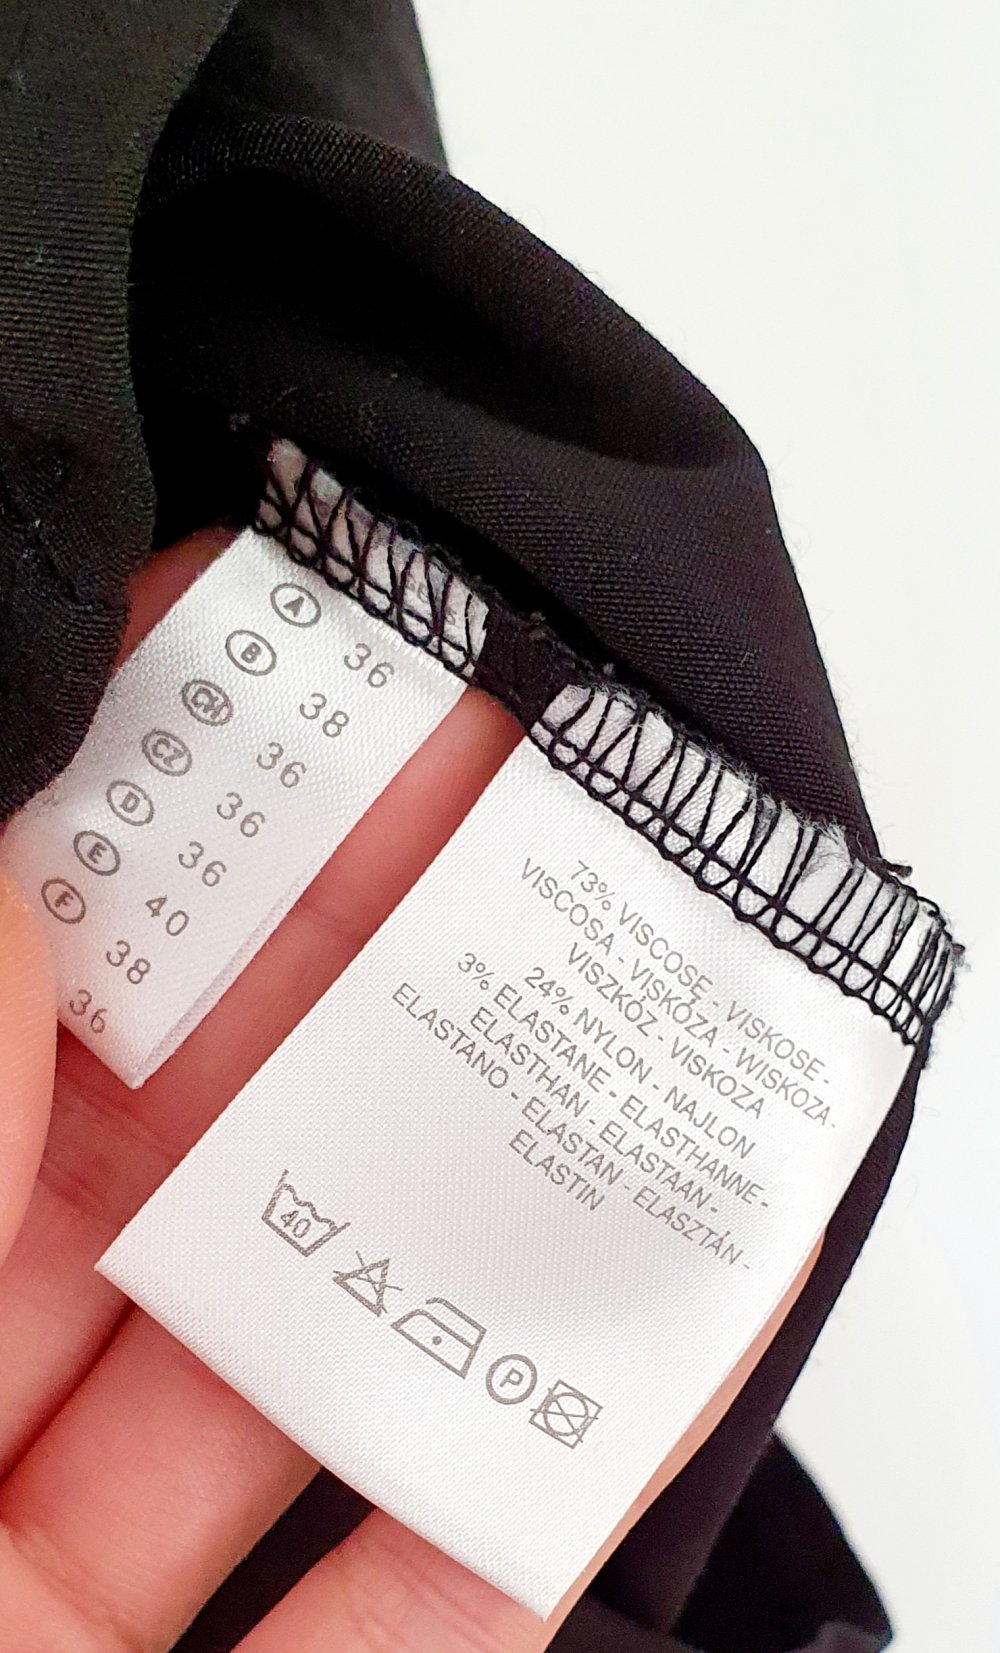 A 36
B 38
CH 36
CZ 36
D 36
E 40
F 38
36
73% VISCOSE - VISKOSE -
VISCOSA - VISKÓZA - WISKOZA -
VISZKÓZ - VISKOZA
24% NYLON - NAJLON
3% ELASTANE - ELASTHANNE -
ELASTHAN - ELASTAAN -
ELASTANO - ELASTAN - ELASZTÁN -
ELASTIN
40
P